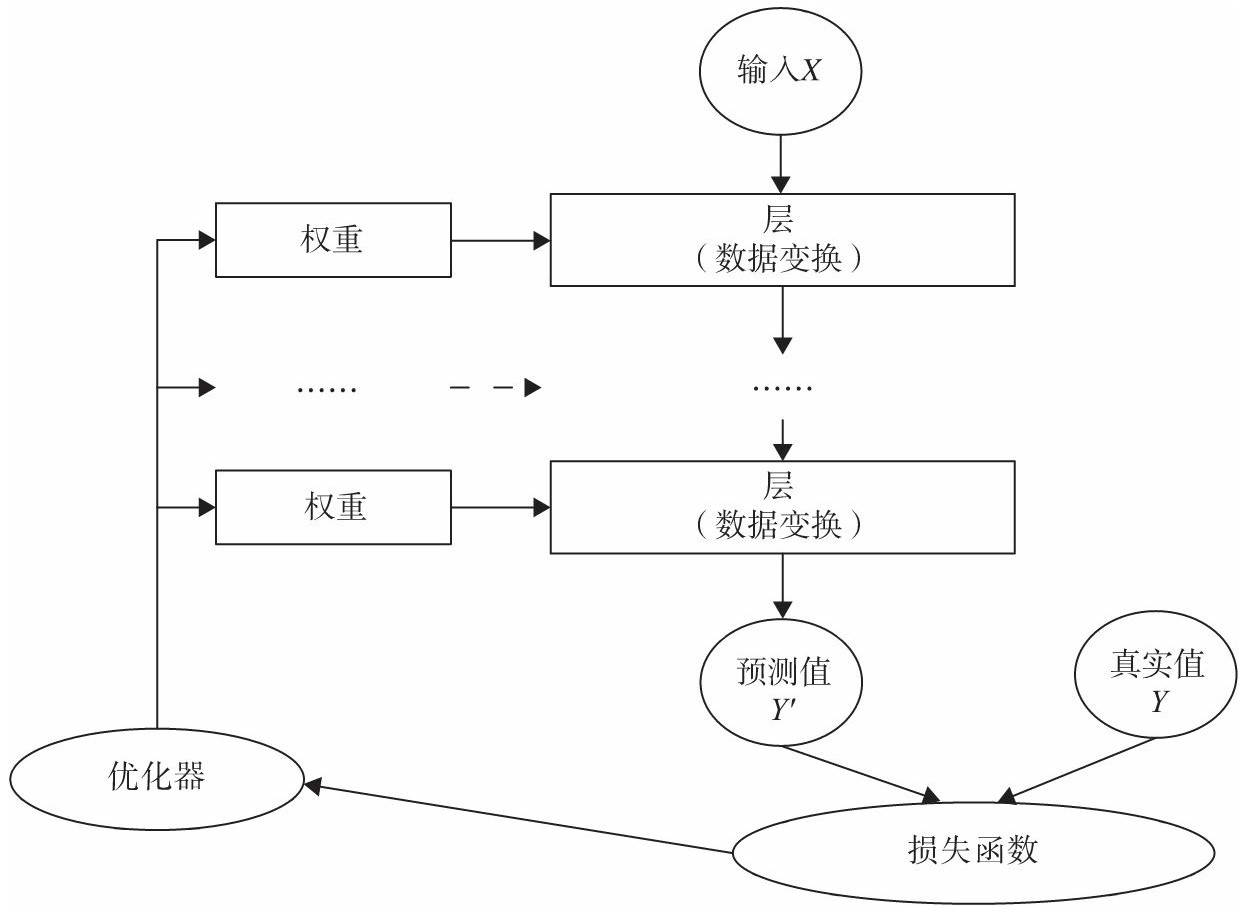 输入X
权重
层
（数据变换）
……
……
权重
层
（数据变换）
预测值
Y′
真实值
Y
优化器
损失函数